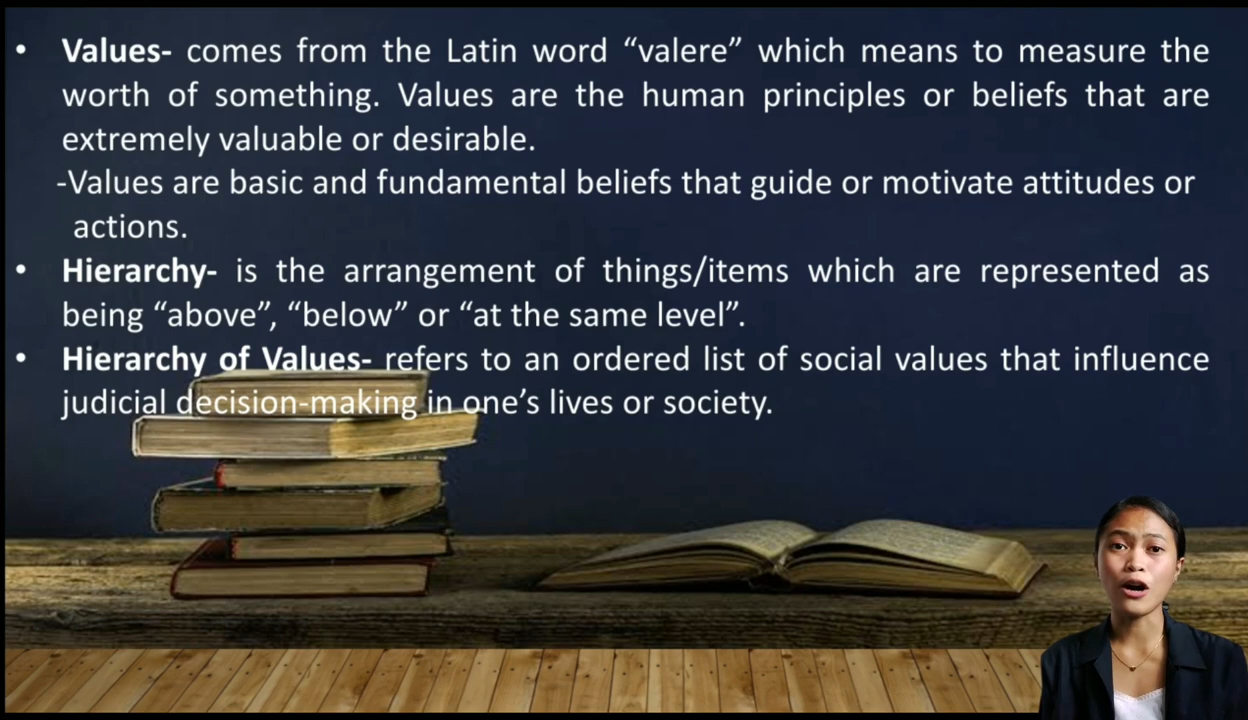 • Values- comes from the Latin word “valere” which means to measure the
worth of something. Values are the human principles or beliefs that are
extremely valuable or desirable.
-Values are basic and fundamental beliefs that guide or motivate attitudes or
actions.
• Hierarchy- is the arrangement of things/items which are represented as
being “above”, “below” or “at the same level”.
• Hierarchy of Values- refers to an ordered list of social values that influence
judicial decision-making in one’s lives or society.